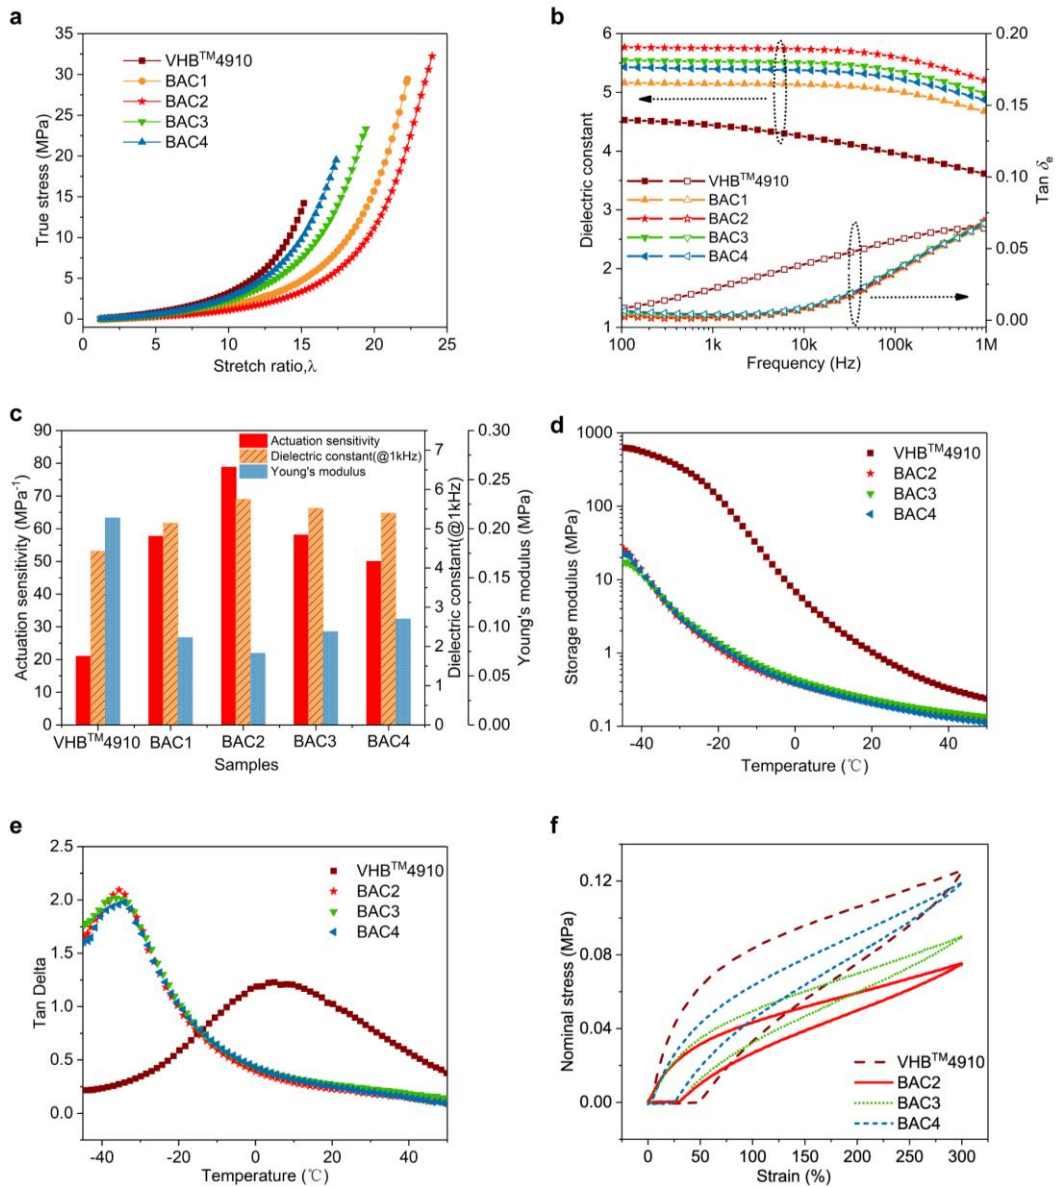 a
35
30
25
20
15
10
5
0
True stress (MPa)
VHB™4910
BAC1
BAC2
BAC3
BAC4
0 5 10 15 20 25
Stretch ratio,λ
b
6
5
4
3
2
1
Dielectric constant
0.20
0.15
0.10
0.05
0.00
Tan δe
VHB™4910
BAC1
BAC2
BAC3
BAC4
100 1k 10k 100k 1M
Frequency (Hz)
c
90
80
70
60
50
40
30
20
10
0
Actuation sensitivity (MPa⁻¹)
Actuation sensitivity
Dielectric constant(@1kHz)
Young's modulus
7
6
5
4
3
2
1
0
Dielectric constant(@1kHz)
0.30
0.25
0.20
0.15
0.10
0.05
0.00
Young's modulus (MPa)
VHB™4910 BAC1 BAC2 BAC3 BAC4
Samples
d
1000
100
10
1
0.1
Storage modulus (MPa)
VHB™4910
BAC2
BAC3
BAC4
-40 -20 0 20 40
Temperature (℃)
e
2.5
2.0
1.5
1.0
0.5
0.0
Tan Delta
VHB™4910
BAC2
BAC3
BAC4
-40 -20 0 20 40
Temperature (℃)
f
0.12
0.08
0.04
0.00
Nominal stress (MPa)
VHB™4910
BAC2
BAC3
BAC4
0 50 100 150 200 250 300
Strain (%)